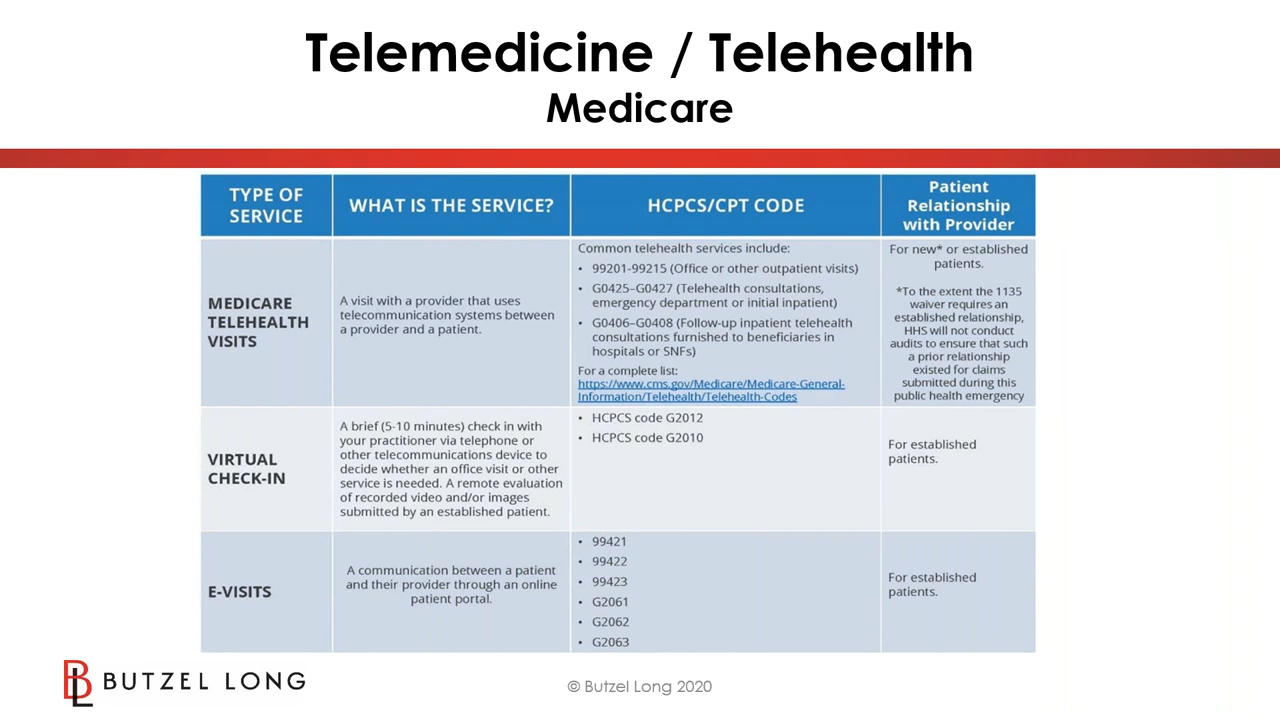 Telemedicine / Telehealth
Medicare
TYPE OF
SERVICE
WHAT IS THE SERVICE?
HCPCS/CPT CODE
Patient
Relationship
with Provider
MEDICARE
TELEHEALTH
VISITS
A visit with a provider that uses
telecommunication systems between
a provider and a patient.
Common telehealth services include:
• 99201-99215 (Office or other outpatient visits)
• G0425–G0427 (Telehealth consultations,
emergency department or initial inpatient)
• G0406–G0408 (Follow-up inpatient telehealth
consultations furnished to beneficiaries in
hospitals or SNFs)
For a complete list:
https://www.cms.gov/Medicare/Medicare-General-
Information/Telehealth/Telehealth-Codes
For new* or established
patients.
*To the extent the 1135
waiver requires an
established relationship,
HHS will not conduct
audits to ensure that such
a prior relationship
existed for claims
submitted during this
public health emergency
VIRTUAL
CHECK-IN
A brief (5-10 minutes) check in with
your practitioner via telephone or
other telecommunications device to
decide whether an office visit or other
service is needed. A remote evaluation
of recorded video and/or images
submitted by an established patient.
• HCPCS code G2012
• HCPCS code G2010
For established
patients.
E-VISITS
A communication between a patient
and their provider through an online
patient portal.
• 99421
• 99422
• 99423
• G2061
• G2062
• G2063
For established
patients.
BL BUTZEL LONG
© Butzel Long 2020